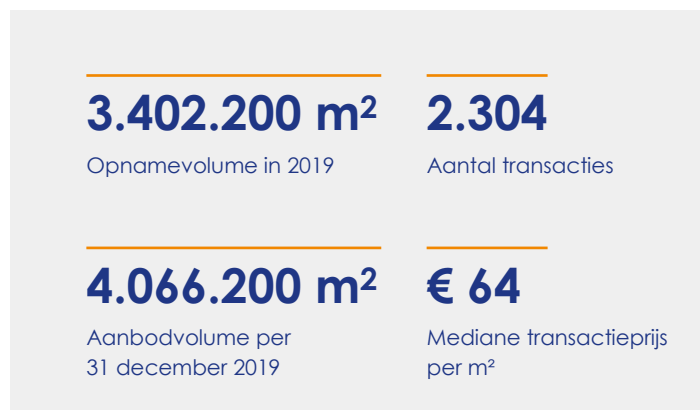 3.402.200 m²
Opnamevolume in 2019
2.304
Aantal transacties
4.066.200 m²
Aanbodvolume per
31 december 2019
€ 64
Mediane transactieprijs
per m²